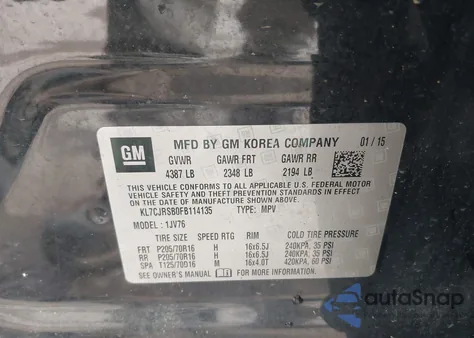 GM
MFD BY GM KOREA COMPANY 01 / 15
GVWR GAWR FRT GAWR RR
4387 LB 2348 LB 2194 LB
THIS VEHICLE CONFORMS TO ALL APPLICABLE U.S. FEDERAL MOTOR
VEHICLE SAFETY, BUMPER, AND THEFT PREVENTION STANDARDS IN EFFECT
ON THE DATE OF MANUFACTURE SHOWN ABOVE.
KL7CJRSB0FB114135 TYPE: MPV
MODEL : 1JV76
TIRE SIZE SPEED RTG RIM COLD TIRE PRESSURE
FRT P205/70R16 H 16x6.5J 240KPA, 35 PSI
RR P205/70R16 H 16x6.5J 240KPA, 35 PSI
SPA T125/70D16 M 16x4.0T 420KPA, 60 PSI
SEE OWNER'S MANUAL FOR ADDITIONAL INFORMATION.
autaSnap